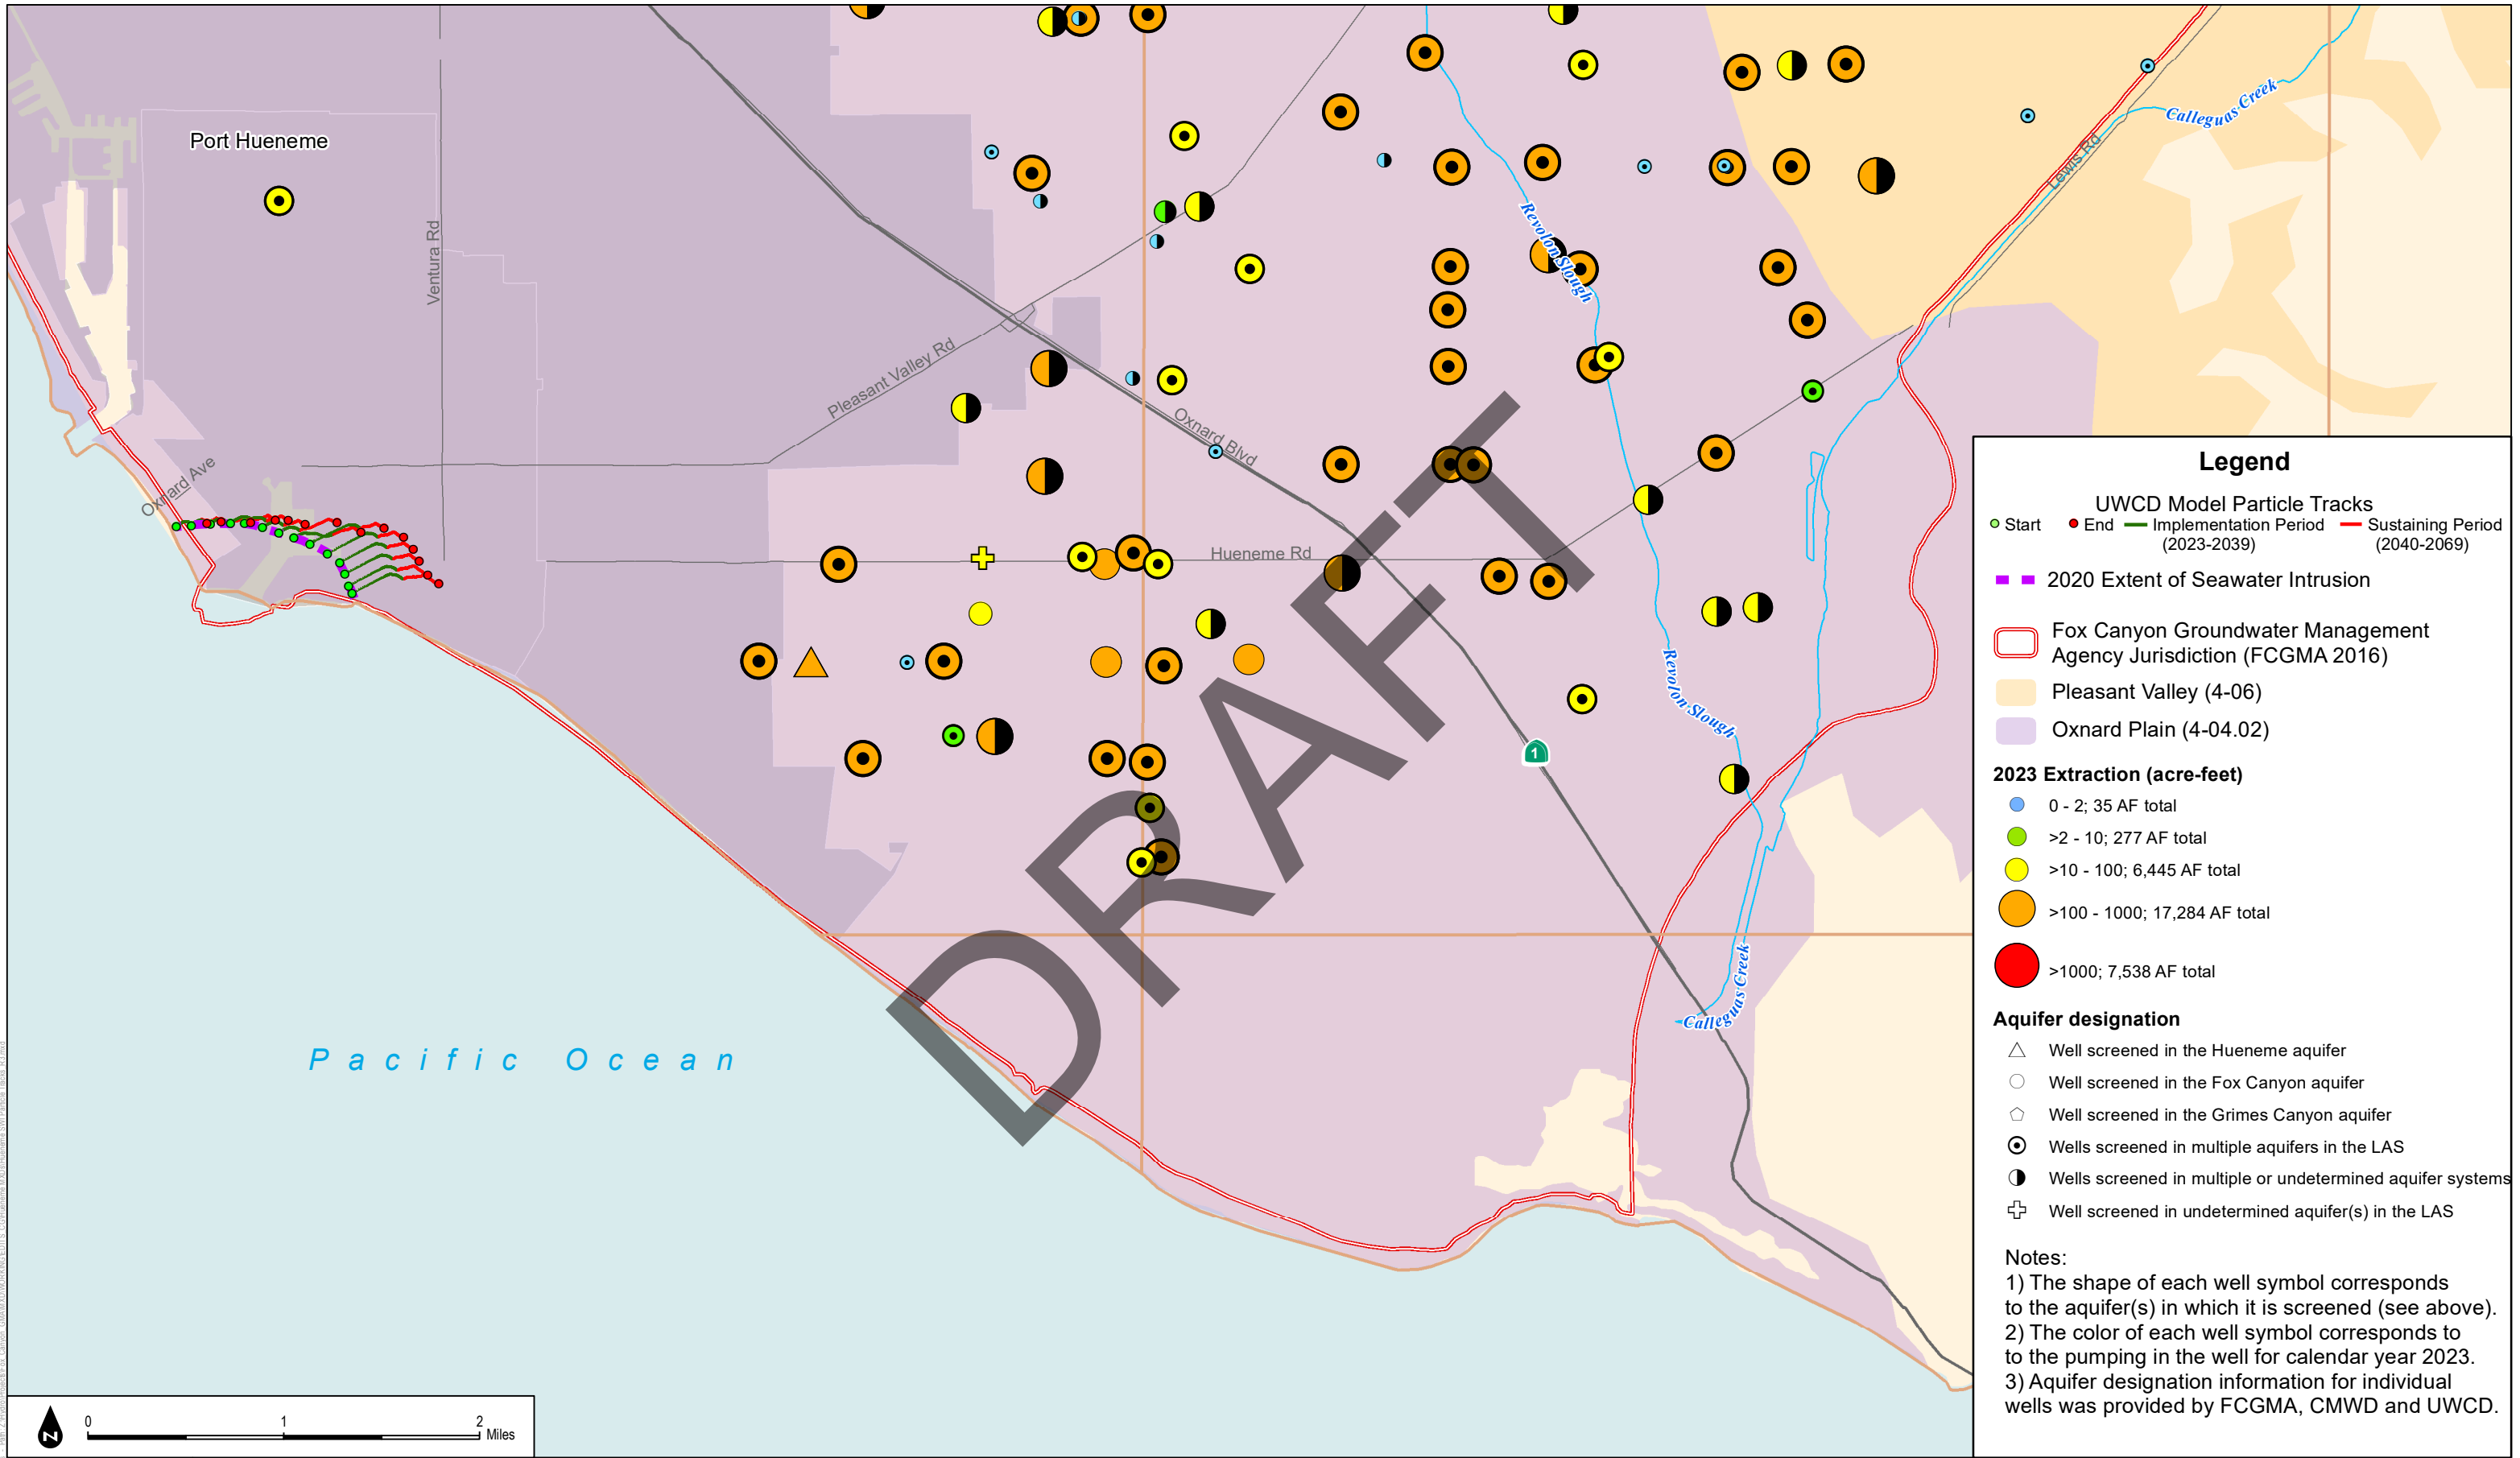 Port Hueneme
Ventura Rd
Calleguas Creek
Lewis Rd
Revolon Slough
Pleasant Valley Rd
Oxnard Blvd
Oxnard Ave
Hueneme Rd
Revolon Slough
1
Calleguas Creek
Pacific Ocean
DRAFT
N
0 1 2
Miles
Legend
UWCD Model Particle Tracks
Start End Implementation Period Sustaining Period
(2023-2039) (2040-2069)
2020 Extent of Seawater Intrusion
Fox Canyon Groundwater Management
Agency Jurisdiction (FCGMA 2016)
Pleasant Valley (4-06)
Oxnard Plain (4-04.02)
2023 Extraction (acre-feet)
0 - 2; 35 AF total
>2 - 10; 277 AF total
>10 - 100; 6,445 AF total
>100 - 1000; 17,284 AF total
>1000; 7,538 AF total
Aquifer designation
Well screened in the Hueneme aquifer
Well screened in the Fox Canyon aquifer
Well screened in the Grimes Canyon aquifer
Wells screened in multiple aquifers in the LAS
Wells screened in multiple or undetermined aquifer systems
Well screened in undetermined aquifer(s) in the LAS
Notes:
1) The shape of each well symbol corresponds
to the aquifer(s) in which it is screened (see above).
2) The color of each well symbol corresponds to
to the pumping in the well for calendar year 2023.
3) Aquifer designation information for individual
wells was provided by FCGMA, CMWD and UWCD.